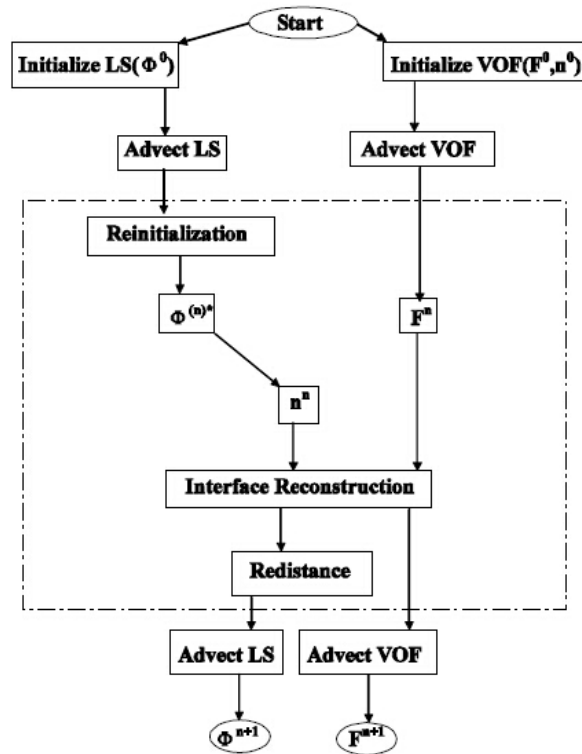 Start
Initialize LS(Φ⁰)
Initialize VOF(F⁰,n⁰)
Advect LS
Advect VOF
Reinitialization
Φ⁽ⁿ⁾*
Fⁿ
nⁿ
Interface Reconstruction
Redistance
Advect LS
Advect VOF
Φⁿ⁺¹
Fⁿ⁺¹